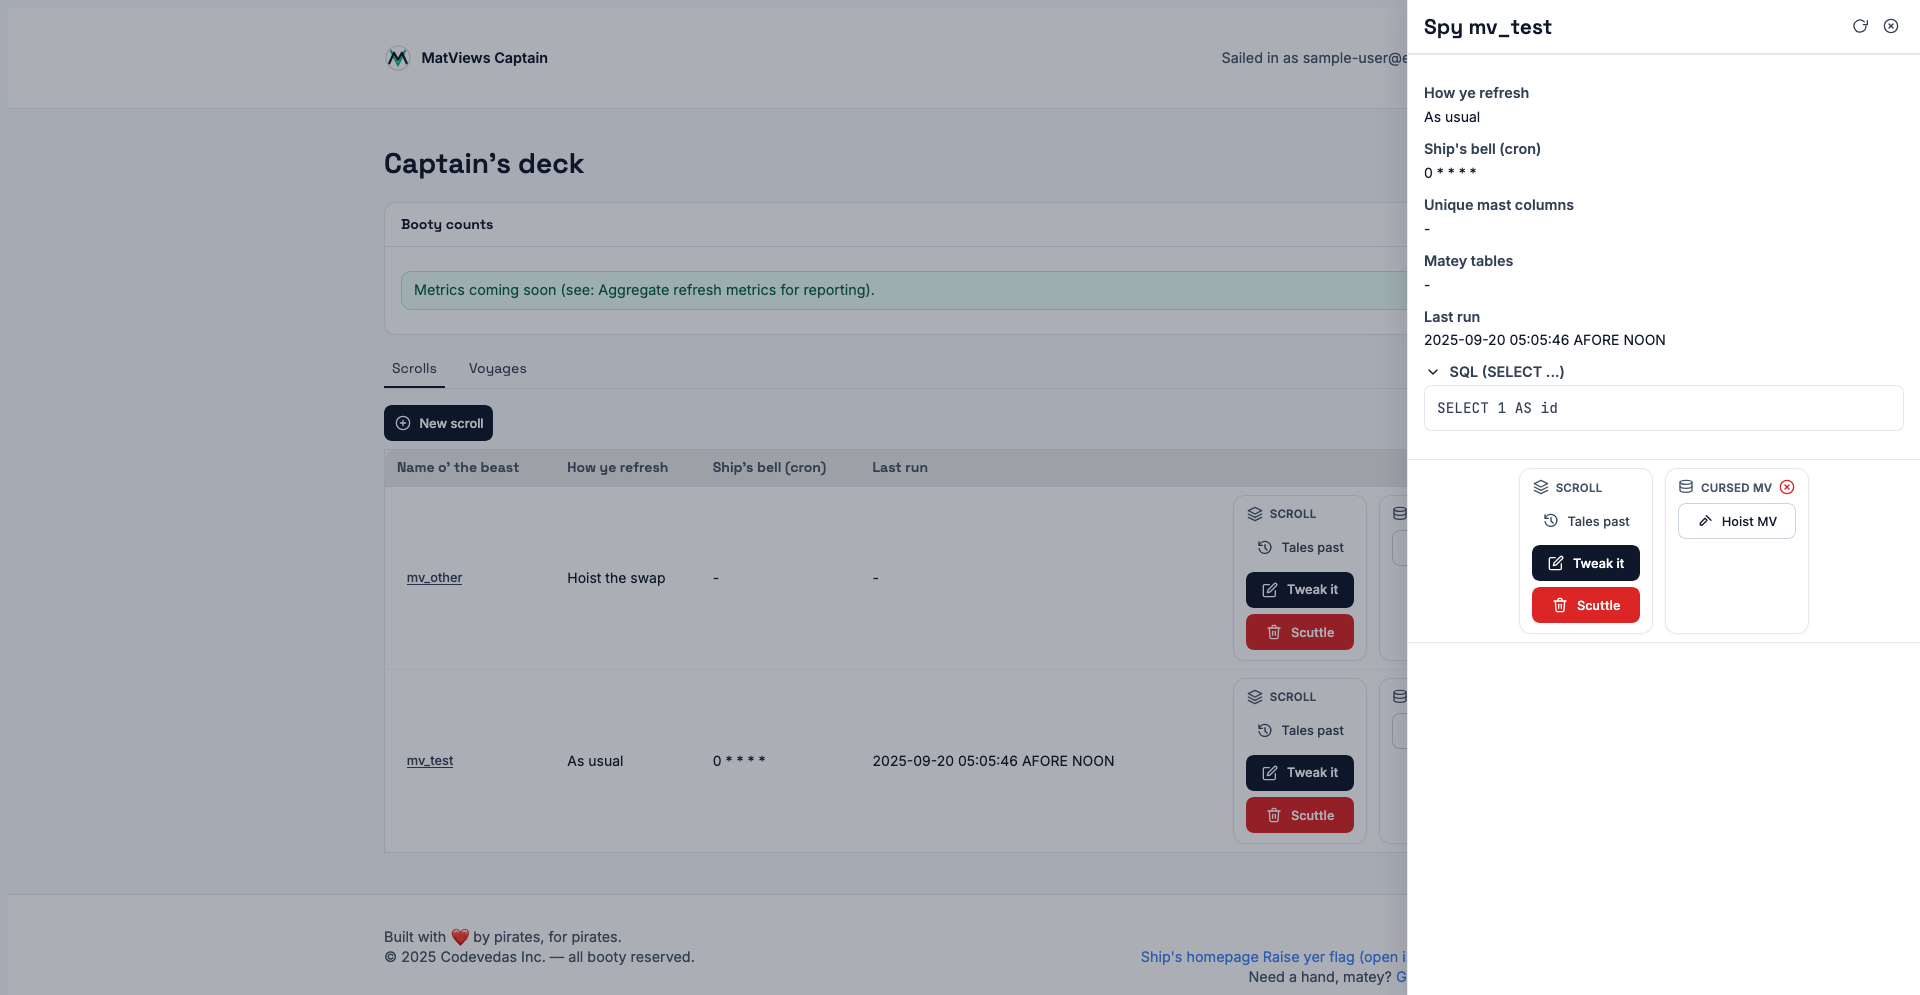 MatViews Captain
Sailed in as sample-user@e
Captain's deck
Booty counts
Metrics coming soon (see: Aggregate refresh metrics for reporting).
Scrolls
Voyages
New scroll
Name o' the beast
How ye refresh
Ship's bell (cron)
Last run
mv_other
Hoist the swap
-
-
SCROLL
Tales past
Tweak it
Scuttle
mv_test
As usual
0 * * * *
2025-09-20 05:05:46 AFORE NOON
SCROLL
Tales past
Tweak it
Scuttle
Built with ❤️ by pirates, for pirates.
© 2025 Codevedas Inc. — all booty reserved.
Ship's homepage Raise yer flag (open i
Need a hand, matey? G
Spy mv_test
How ye refresh
As usual
Ship's bell (cron)
0 * * * *
Unique mast columns
-
Matey tables
-
Last run
2025-09-20 05:05:46 AFORE NOON
SQL (SELECT ...)
SELECT 1 AS id
SCROLL
Tales past
Tweak it
Scuttle
CURSED MV
Hoist MV